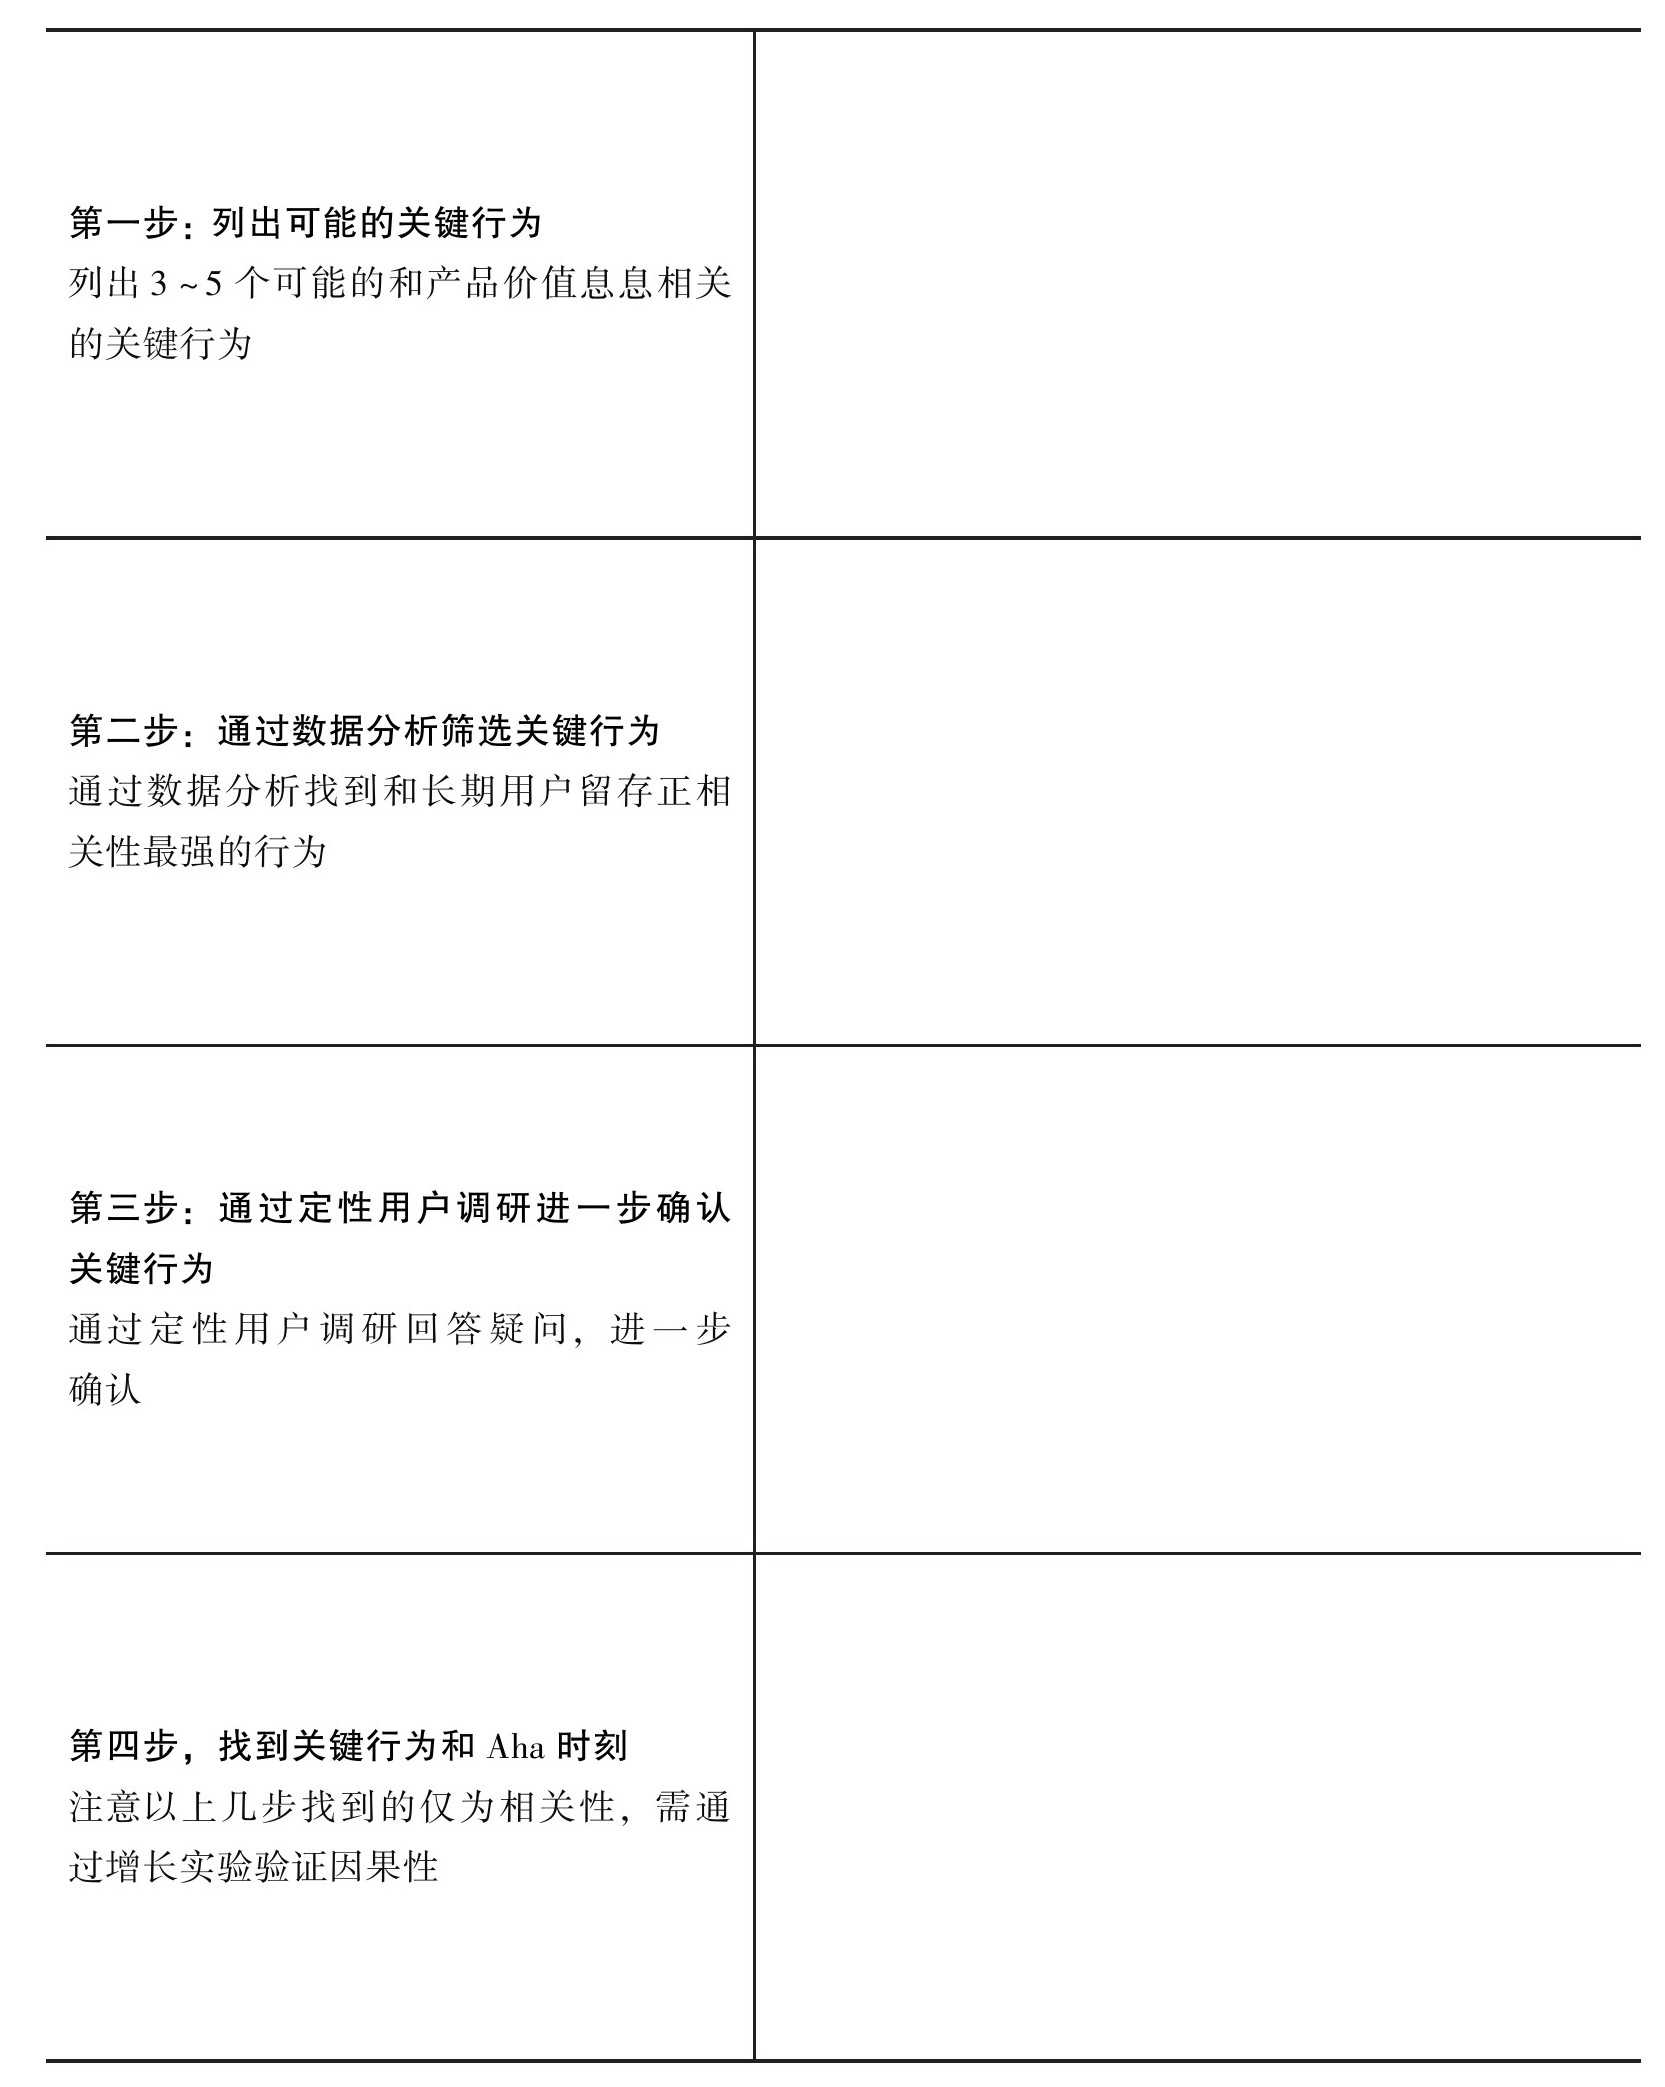 第一步：列出可能的关键行为
列出 3 ~ 5 个可能的和产品价值息息相关
的关键行为
第二步：通过数据分析筛选关键行为
通过数据分析找到和长期用户留存正相
关性最强的行为
第三步：通过定性用户调研进一步确认
关键行为
通过定性用户调研回答疑问，进一步
确认
第四步，找到关键行为和 Aha 时刻
注意以上几步找到的仅为相关性，需通
过增长实验验证因果性